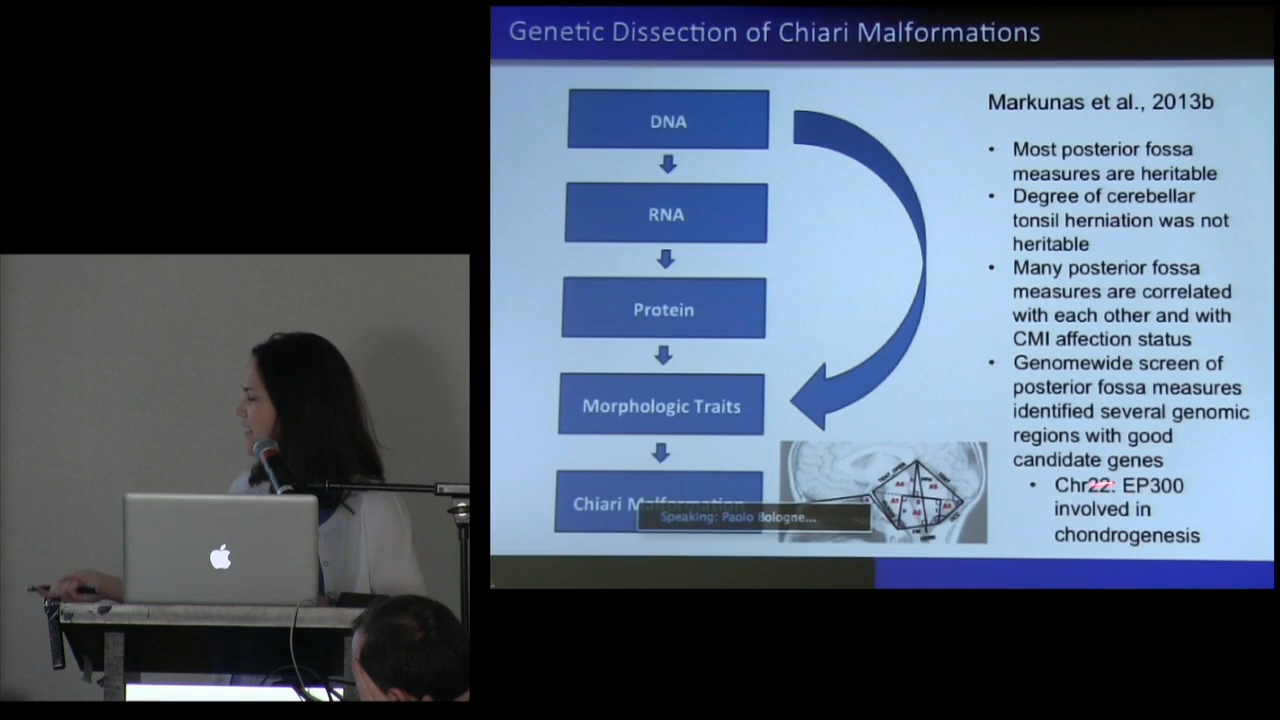 Genetic Dissection of Chiari Malformations
DNA
RNA
Protein
Morphologic Traits
Chiari Malformation
Speaking: Paolo Bologne...
Markunas et al., 2013b
• Most posterior fossa
measures are heritable
• Degree of cerebellar
tonsil herniation was not
heritable
• Many posterior fossa
measures are correlated
with each other and with
CMI affection status
• Genomewide screen of
posterior fossa measures
identified several genomic
regions with good
candidate genes
• Chr22: EP300
involved in
chondrogenesis